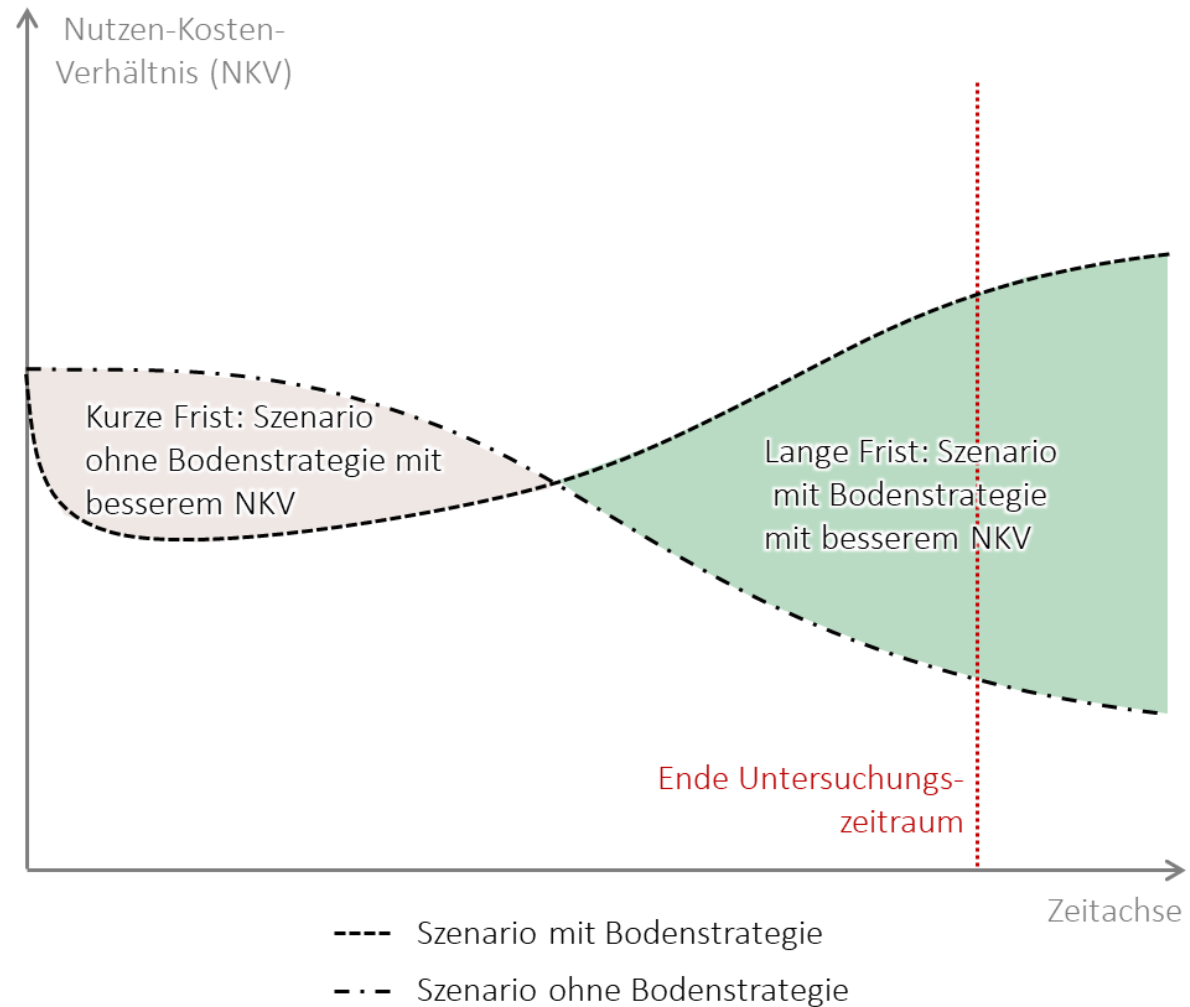 Nutzen-Kosten-
Verhältnis (NKV)
Kurze Frist: Szenario
ohne Bodenstrategie mit
besserem NKV
Lange Frist: Szenario
mit Bodenstrategie
mit besserem NKV
Ende Untersuchungs-
zeitraum
Zeitachse
Szenario mit Bodenstrategie
Szenario ohne Bodenstrategie